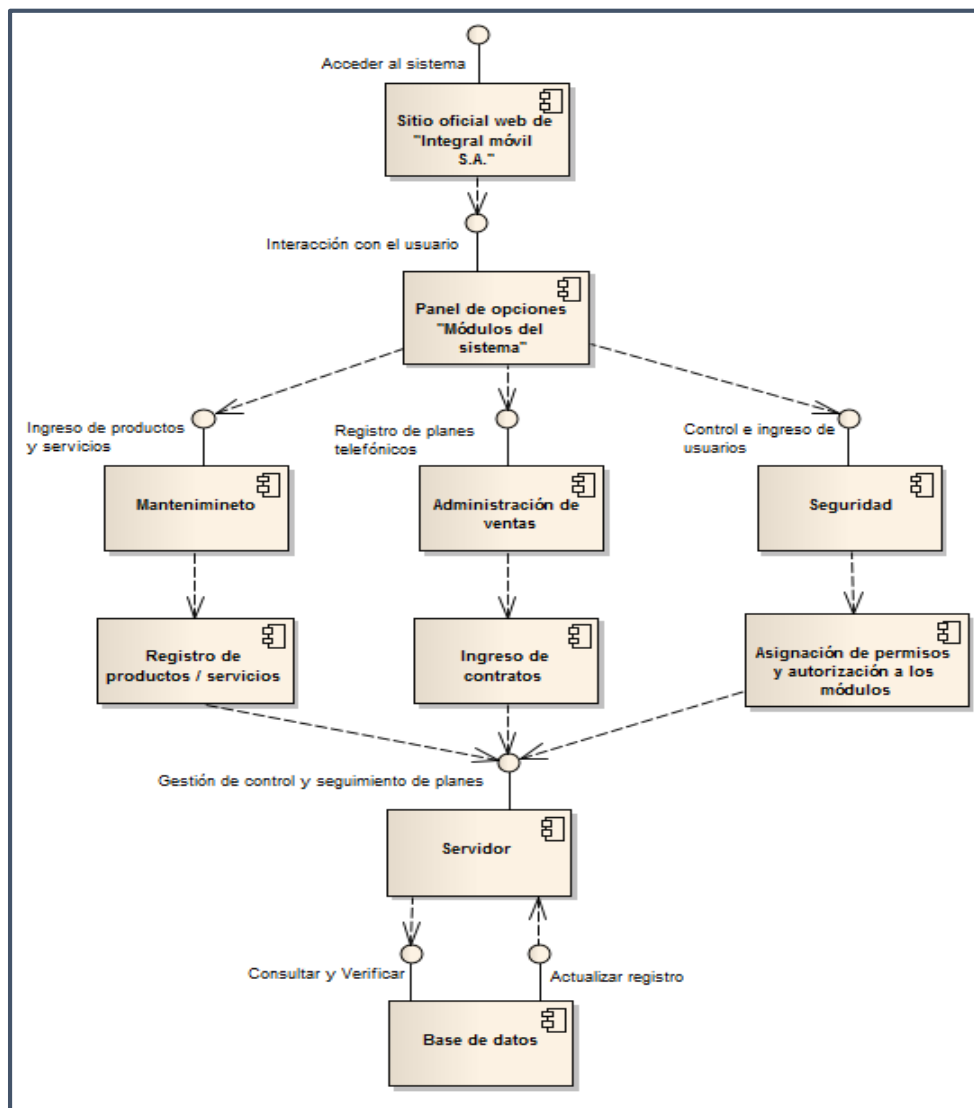 Acceder al sistema
Sitio oficial web de
"Integral móvil
S.A."
Interacción con el usuario
Panel de opciones
"Módulos del
sistema"
Ingreso de productos
y servicios
Registro de planes
telefónicos
Control e ingreso de
usuarios
Mantenimineto
Administración de
ventas
Seguridad
Registro de
productos / servicios
Ingreso de
contratos
Asignación de permisos
y autorización a los
módulos
Gestión de control y seguimiento de planes
Servidor
Consultar y Verificar
Actualizar registro
Base de datos